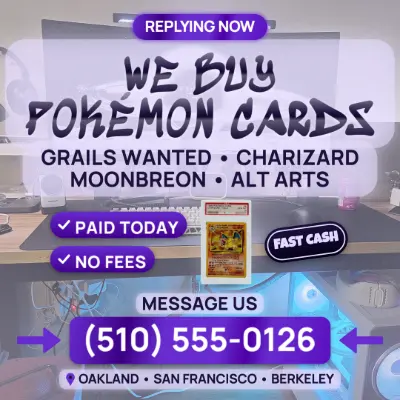 REPLYING NOW
WE BUY
POKÉMON CARDS
GRAILS WANTED • CHARIZARD
MOONBREON • ALT ARTS
✓ PAID TODAY
✓ NO FEES
FAST CASH
MESSAGE US
(510) 555-0126
OAKLAND • SAN FRANCISCO • BERKELEY